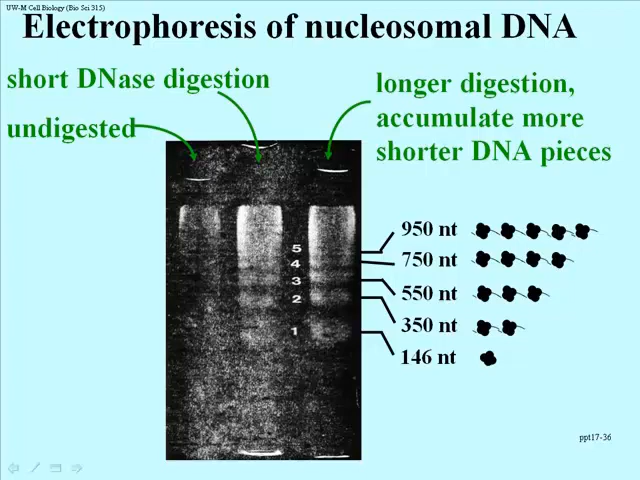 UW-M Cell Biology (Bio Sci 315)
Electrophoresis of nucleosomal DNA
short DNase digestion
undigested
longer digestion,
accumulate more
shorter DNA pieces
5
4
3
2
1
950 nt
750 nt
550 nt
350 nt
146 nt
ppt17-36